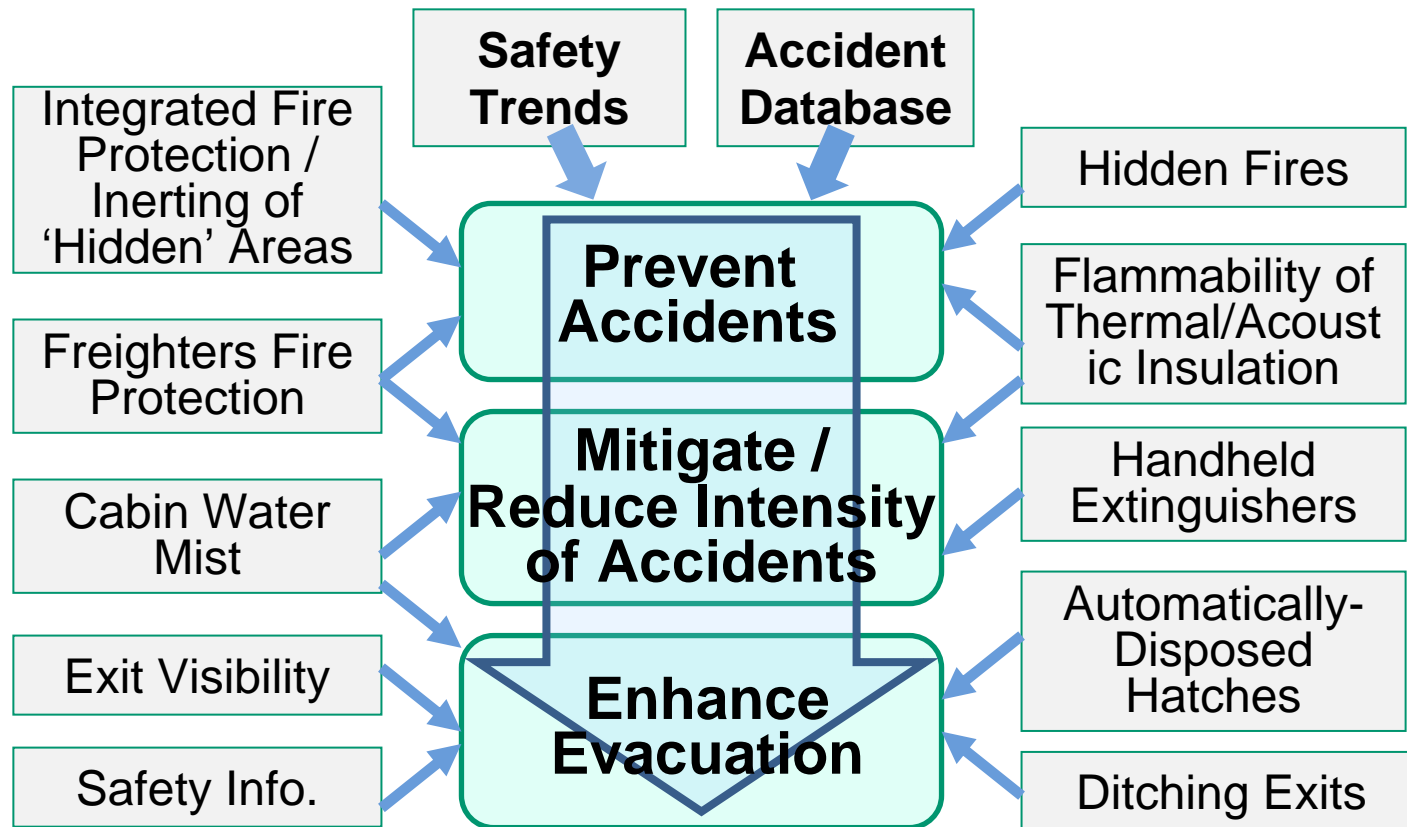 Safety
Trends
Accident
Database
Integrated Fire
Protection /
Inerting of
‘Hidden’ Areas
Freighters Fire
Protection
Cabin Water
Mist
Exit Visibility
Safety Info.
Prevent
Accidents
Mitigate /
Reduce Intensity
of Accidents
Enhance
Evacuation
Hidden Fires
Flammability of
Thermal/Acoust
ic Insulation
Handheld
Extinguishers
Automatically-
Disposed
Hatches
Ditching Exits